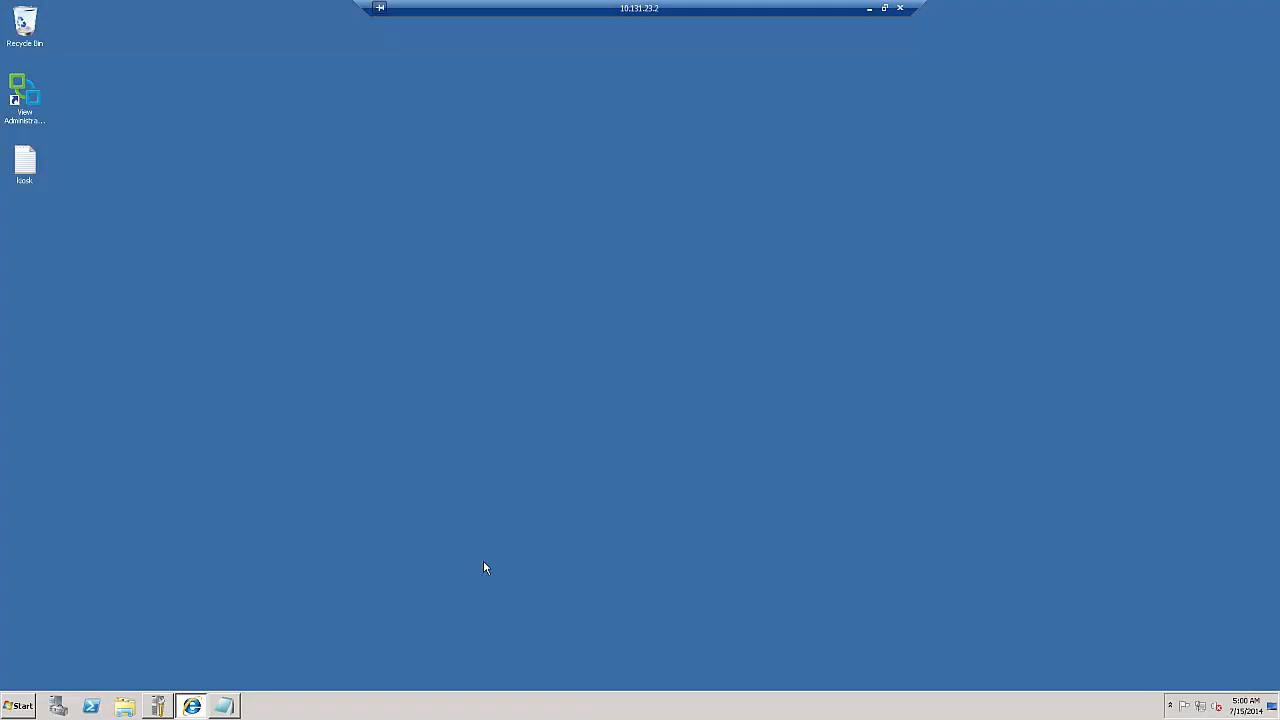 10.131.23.2
Recycle Bin
View
Administra...
kiosk
Start
5:00 AM
7/15/2014